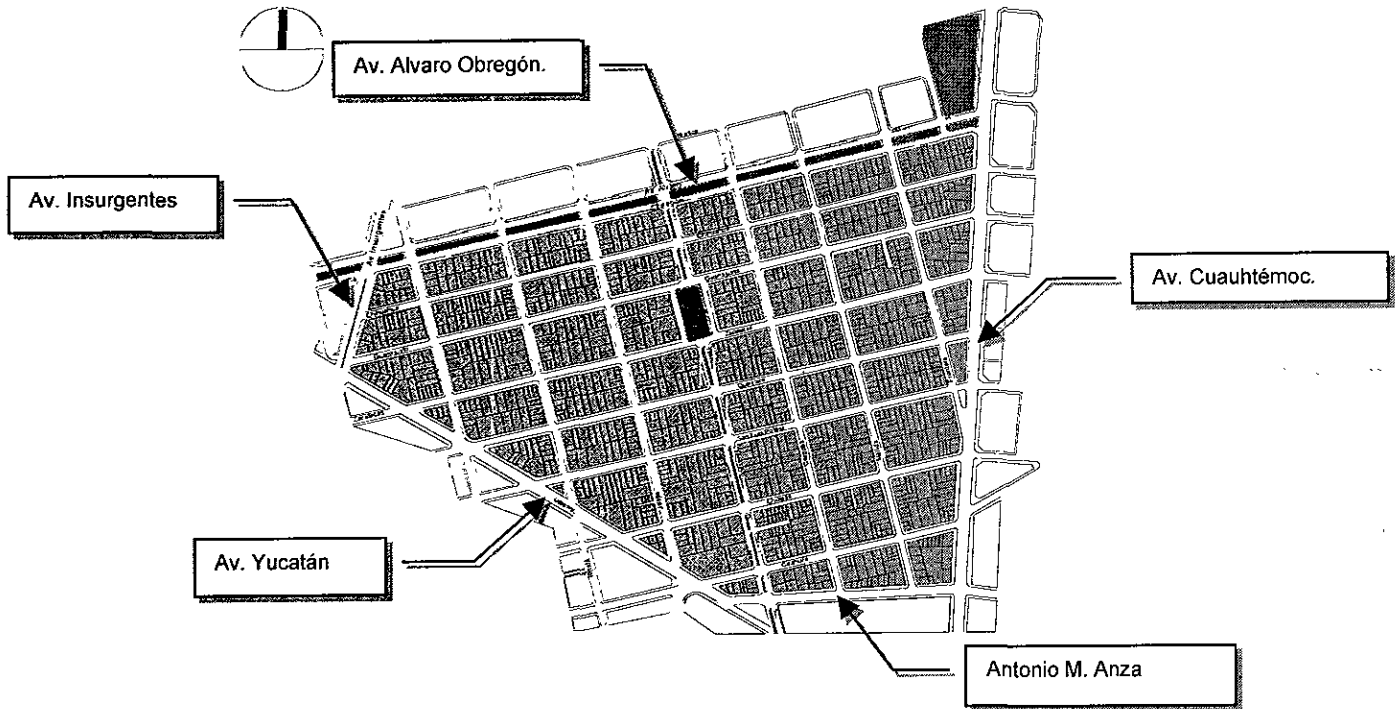 Av. Alvaro Obregón.
Av. Insurgentes
Av. Cuauhtémoc.
Av. Yucatán
Antonio M. Anza